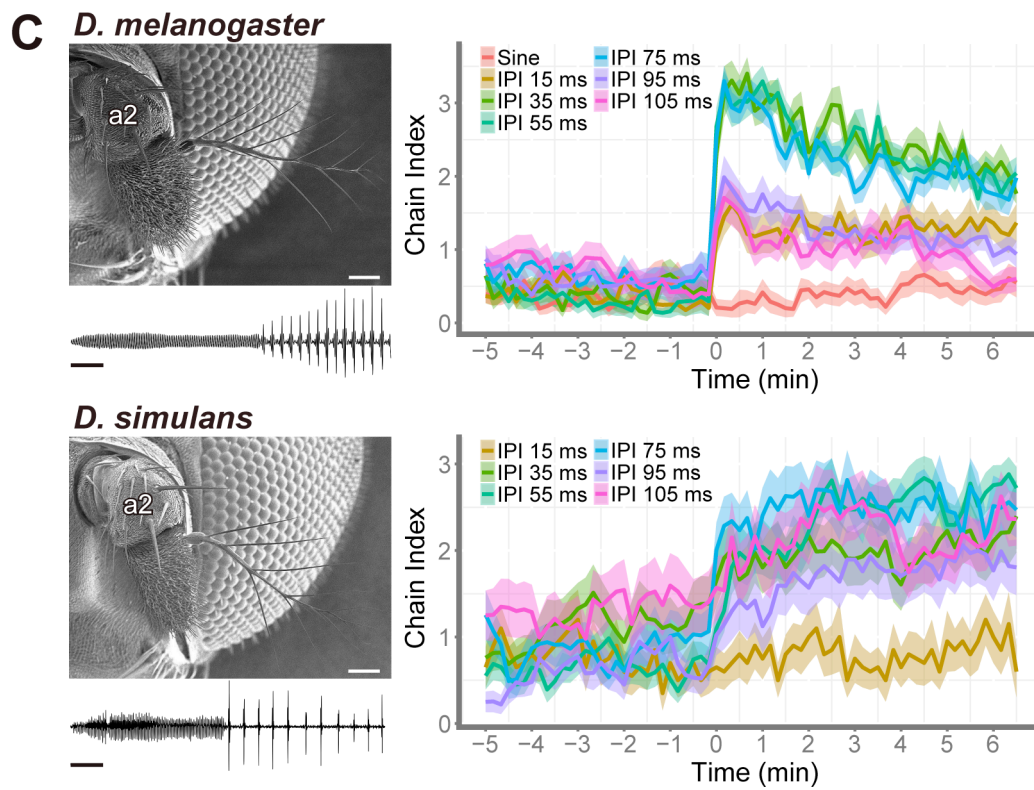 C
D. melanogaster
a2
Sine
IPI 15 ms
IPI 35 ms
IPI 55 ms
IPI 75 ms
IPI 95 ms
IPI 105 ms
Chain Index
3
2
1
0
−5 −4 −3 −2 −1 0 1 2 3 4 5 6
Time (min)
D. simulans
a2
IPI 15 ms
IPI 35 ms
IPI 55 ms
IPI 75 ms
IPI 95 ms
IPI 105 ms
Chain Index
3
2
1
0
−5 −4 −3 −2 −1 0 1 2 3 4 5 6
Time (min)